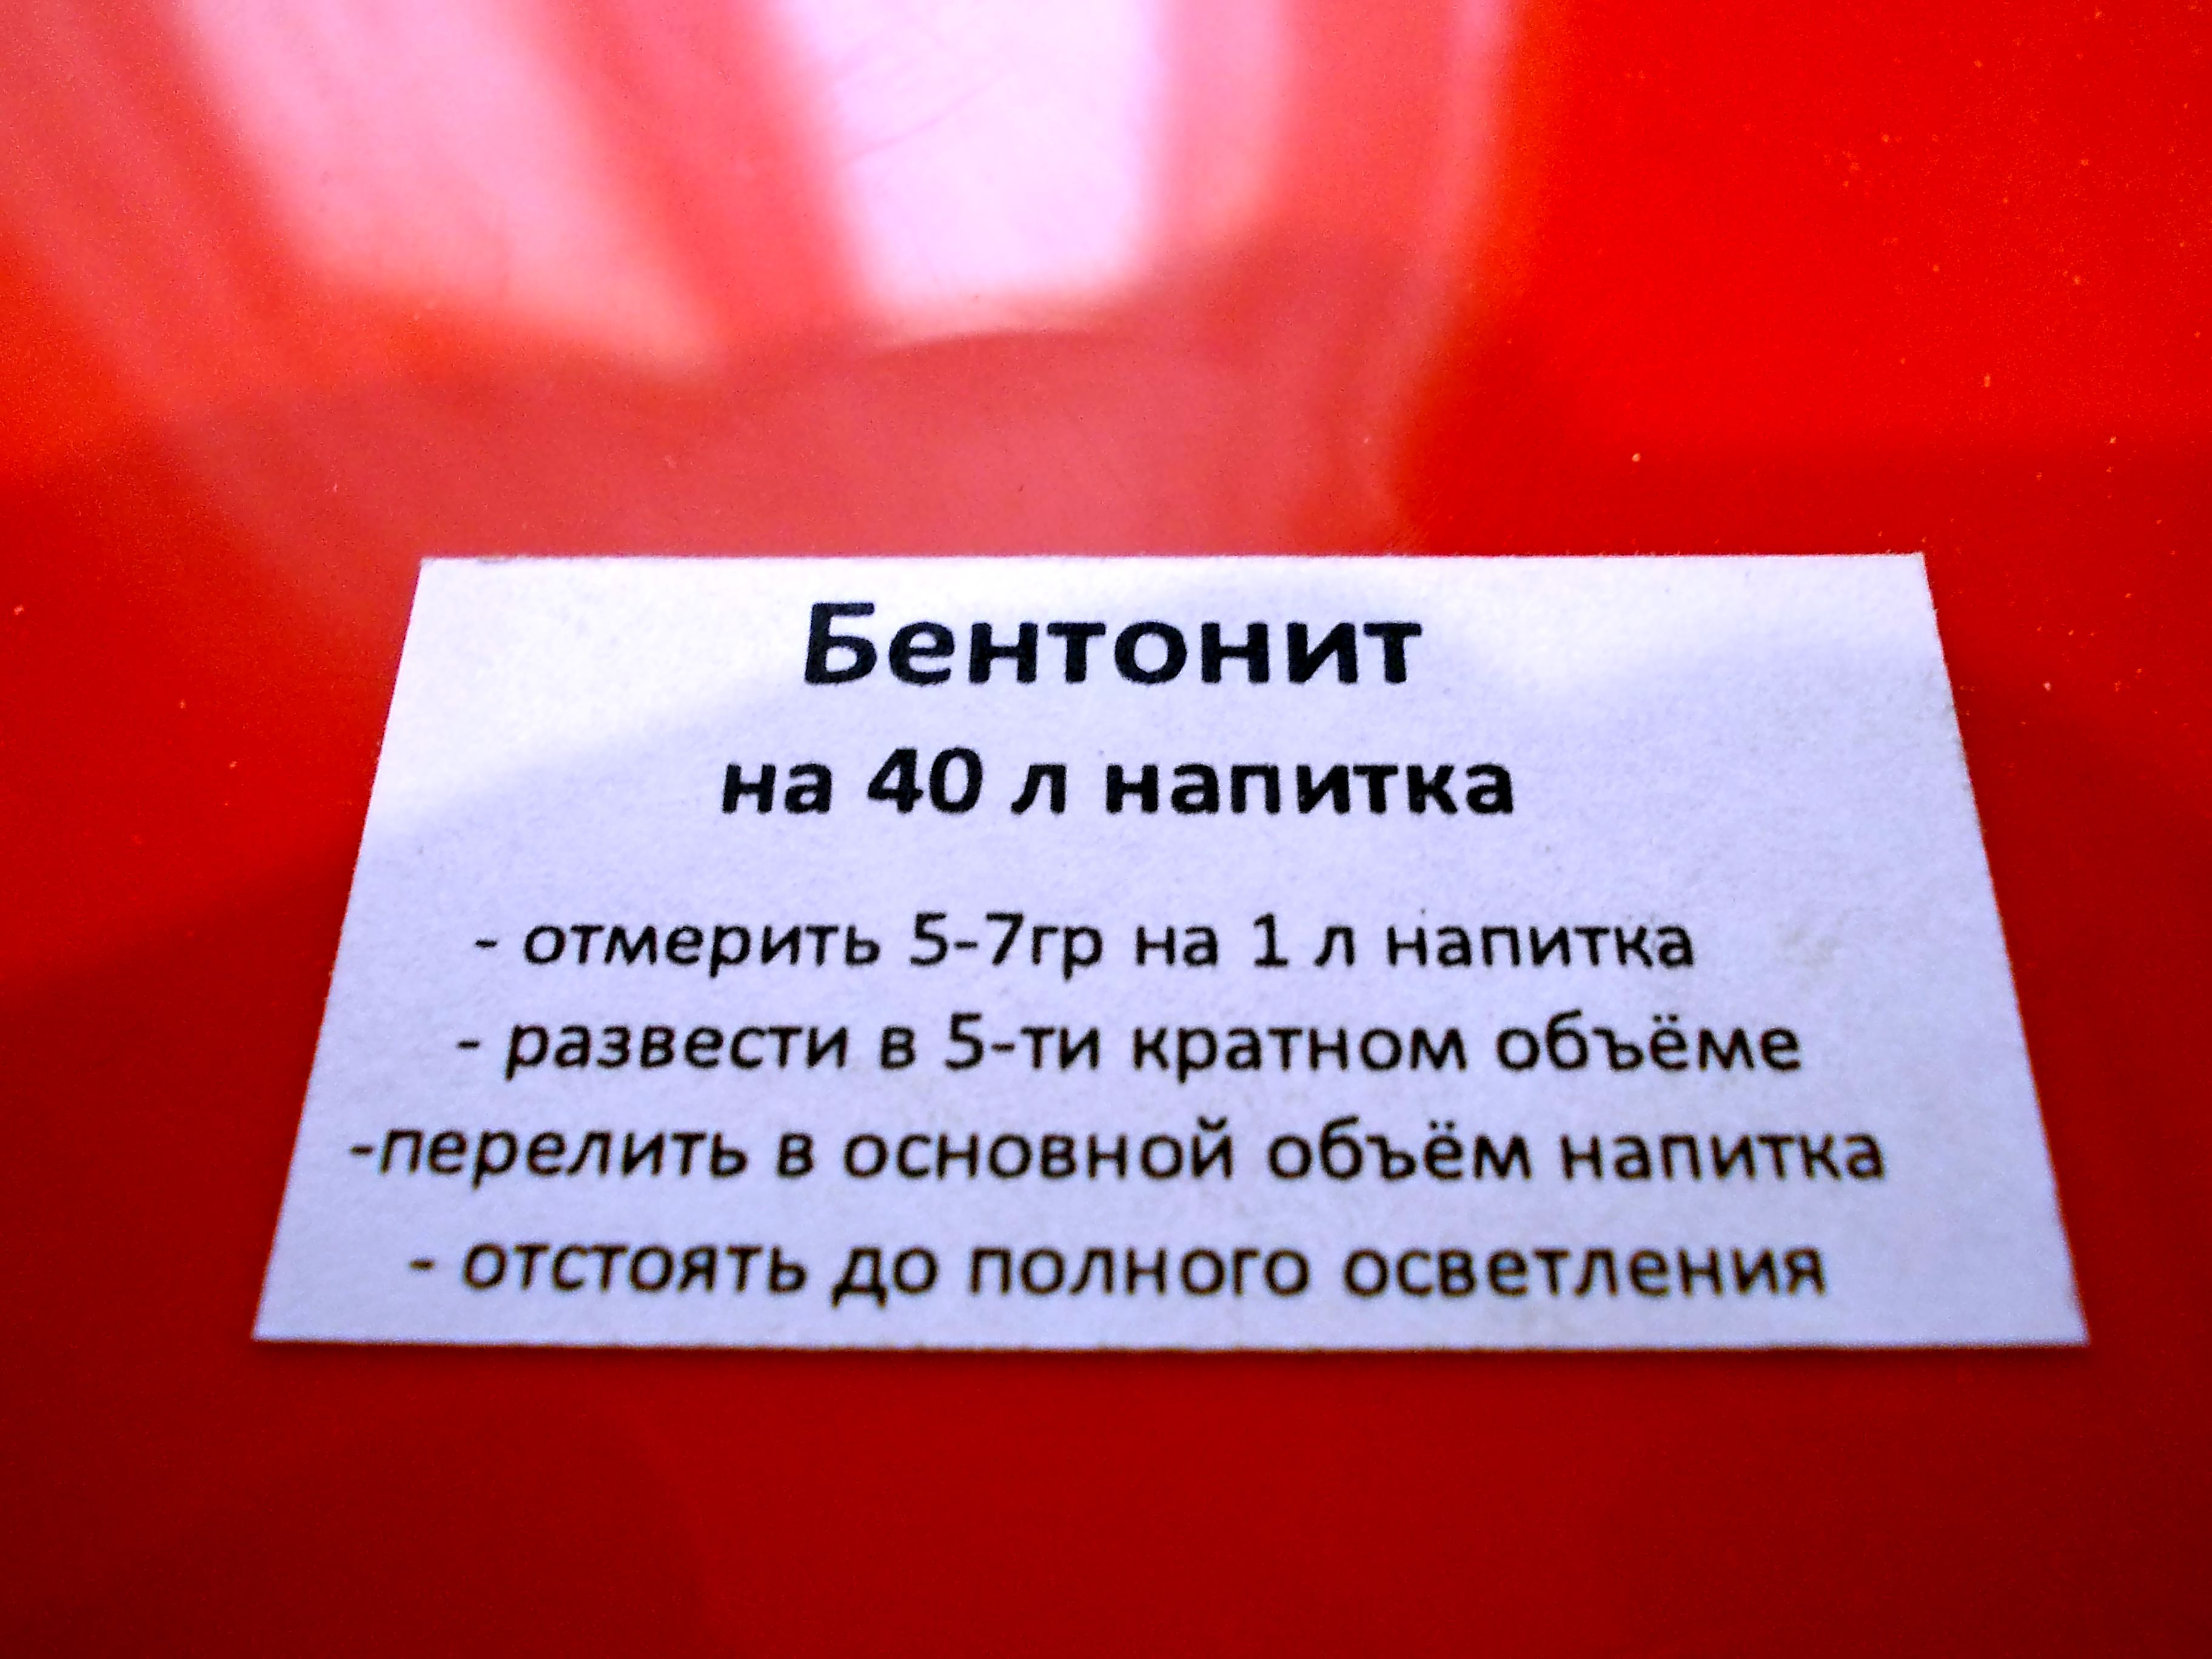 Бентонит
на 40 л напитка
- отмерить 5-7гр на 1 л напитка
- развести в 5-ти кратном объёме
-перелить в основной объём напитка
- отстоять до полного осветления